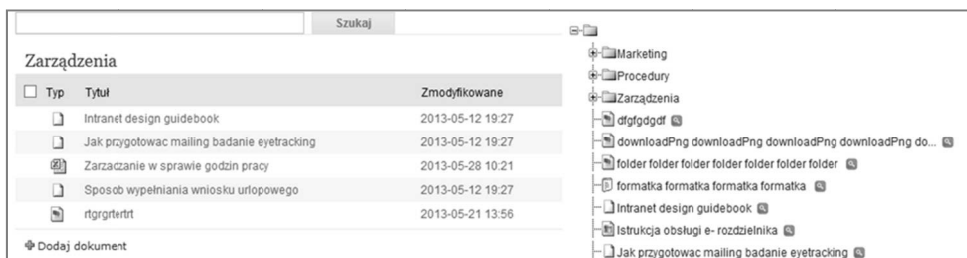 Szukaj
Zarządzenia
Typ Tytuł Zmodyfikowane
Intranet design guidebook 2013-05-12 19:27
Jak przygotowac mailing badanie eyetracking 2013-05-12 19:27
Zarzaczanie w sprawie godzin pracy 2013-05-28 10:21
Sposob wypełniania wniosku urlopowego 2013-05-12 19:27
rtgrgrtertrt 2013-05-21 13:56
Dodaj dokument
Marketing
Procedury
Zarządzenia
dfgfgdgdf
downloadPng downloadPng downloadPng downloadPng do...
folder folder folder folder folder folder folder
formatka formatka formatka formatka
Intranet design guidebook
Istrukcja obsługi e- rozdzielnika
Jak przygotowac mailing badanie eyetracking